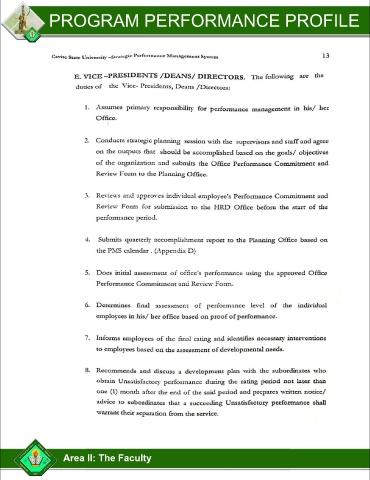 PROGRAM PERFORMANCE PROFILE
Cavite State University –Strategic Performance Management System 13
E. VICE –PRESIDENTS /DEANS/ DIRECTORS. The following are the
duties of the Vice- Presidents, Deans /Directors:
1. Assumes primary responsibility for performance management in his/ her
Office.
2. Conducts strategic planning session with the supervisors and staff and agree
on the outputs that should be accomplished based on the goals/ objectives
of the organization and submits the Office Performance Commitment and
Review Form to the Planning Office.
3. Reviews and approves individual employee's Performance Commitment and
Review Form for submission to the HRD Office before the start of the
performance period.
4. Submits quarterly accomplishment report to the Planning Office based on
the PMS calendar . (Appendix D)
5. Does initial assessment of office's performance using the approved Office
Performance Commitment and Review Form.
6. Determines final assessment of performance level of the individual
employees in his/ her office based on proof of performance.
7. Informs employees of the final rating and identifies necessary interventions
to employees based on the assessment of developmental needs.
8. Recommends and discuss a development plan with the subordinates who
obtain Unsatisfactory performance during the rating period not later than
one (1) month after the end of the said period and prepares written notice/
advice to subordinates that a succeeding Unsatisfactory performance shall
warrant their separation from the service.
Area II: The Faculty